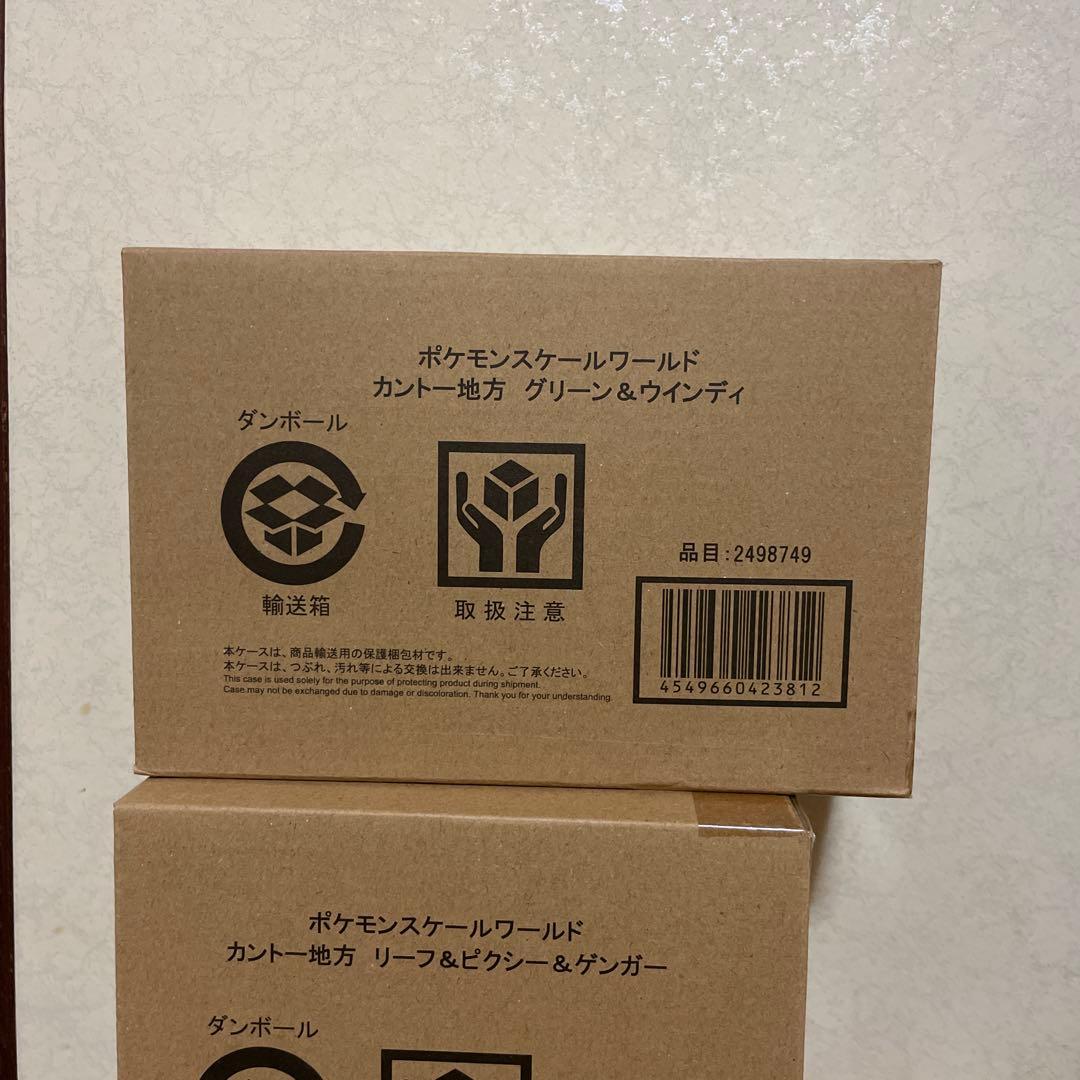 ポケモンスケールワールド
カントー地方 グリーン＆ウインディ
ダンボール
輸送箱
取扱注意
品目:2498749
4549660423812
本ケースは、商品輸送用の保護梱包材です。
本ケースは、つぶれ、汚れ等による交換は出来ません。ご了承ください。
This case is used solely for the purpose of protecting product during shipment.
Case may not be exchanged due to damage or discoloration. Thank you for your understanding.
ポケモンスケールワールド
カントー地方 リーフ＆ピクシー＆ゲンガー
ダンボール